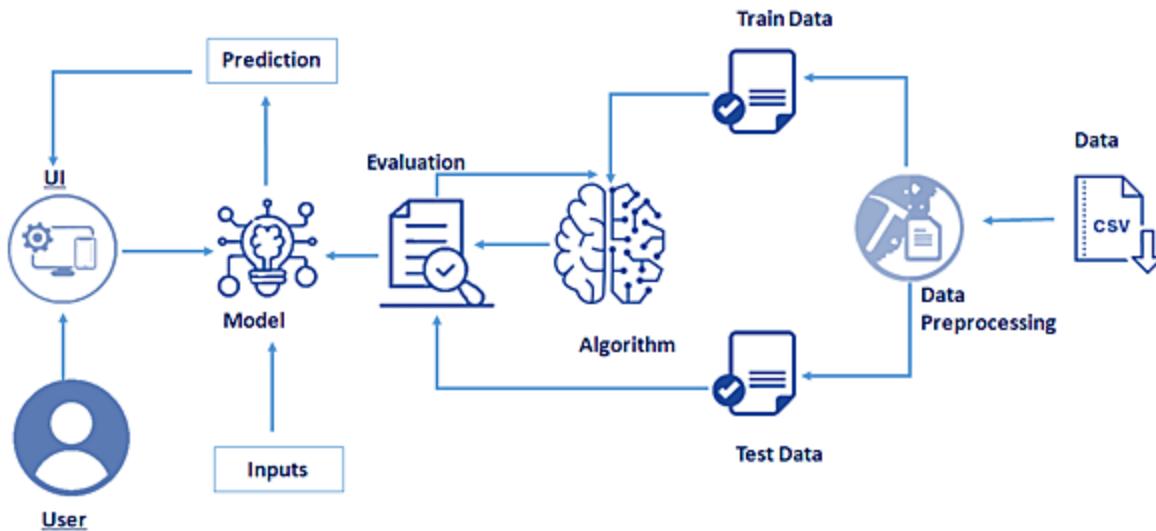 Train Data
Prediction
Data
Evaluation
UI
CSV
Data
Preprocessing
Model
Algorithm
Inputs
Test Data
User